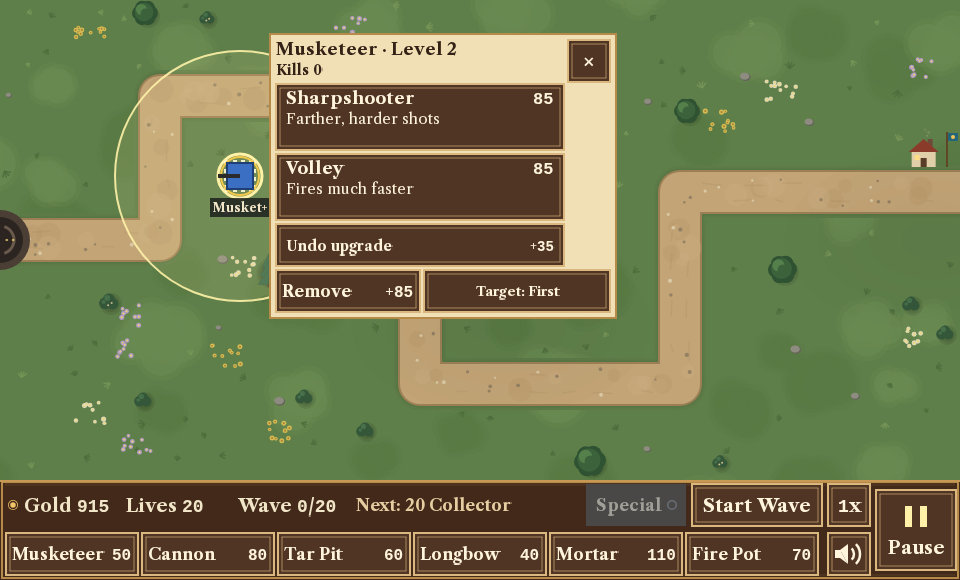 Musketeer · Level 2
Kills 0
×
Sharpshooter 85
Farther, harder shots
Volley 85
Fires much faster
Undo upgrade +35
Remove +85
Target: First
Musket+
Gold 915 Lives 20 Wave 0/20 Next: 20 Collector
Special
Start Wave
1x
Pause
Musketeer 50
Cannon 80
Tar Pit 60
Longbow 40
Mortar 110
Fire Pot 70